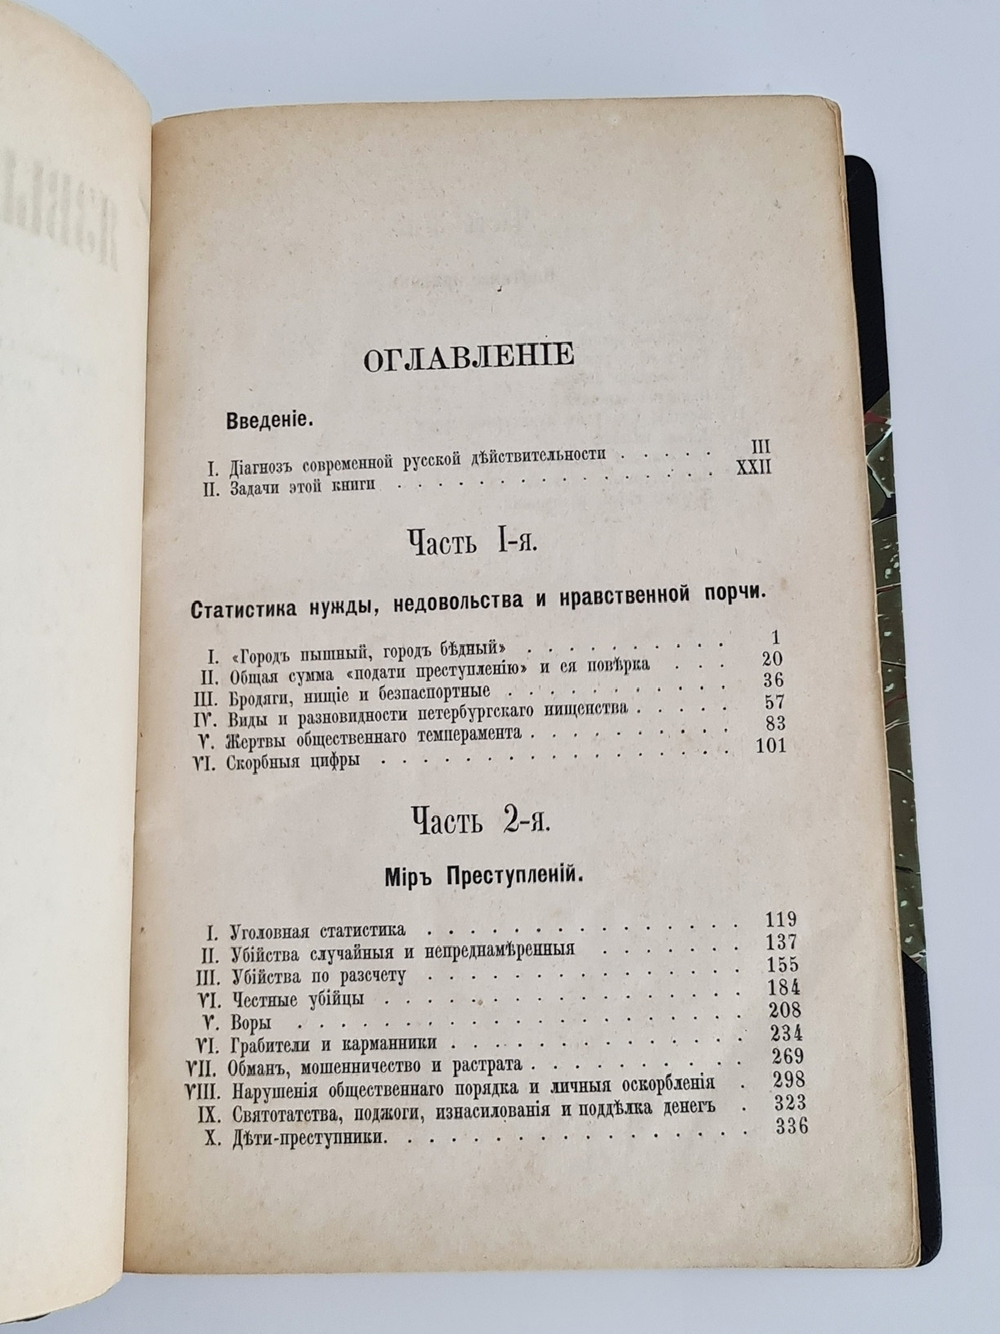 ОГЛАВЛЕНІЕ
Введеніе.
I. Діагнозъ современной русской дѣйствительности . . . . . III
II. Задачи этой книги . . . . . . . . . . . . . . . XXII
Часть I-я.
Статистика нужды, недовольства и нравственной порчи.
I. «Городъ пышный, городъ бѣдный» . . . . . . . . . 1
II. Общая сумма «подати преступленію» и ея повѣрка . . . 20
III. Бродяги, нищіе и безпаспортные . . . . . . . . . . 36
IV. Виды и разновидности петербургскаго нищенства . . . . . 57
V. Жертвы общественнаго темперамента . . . . . . . . . 83
VI. Скорбныя цифры . . . . . . . . . . . . . . . 101
Часть 2-я.
Міръ Преступленій.
I. Уголовная статистика . . . . . . . . . . . . . 119
II. Убійства случайныя и непреднамѣренныя . . . . . . 137
III. Убійства по разсчету . . . . . . . . . . . . . . 155
VI. Честные убійцы . . . . . . . . . . . . . . . 184
V. Воры . . . . . . . . . . . . . . . . . . 208
VI. Грабители и карманники . . . . . . . . . . . . . 234
VII. Обманъ, мошенничество и растрата . . . . . . . . . 269
VIII. Нарушенія общественнаго порядка и личныя оскорбленія . 298
IX. Святотатства, поджоги, изнасилованія и поддѣлка денегъ . 323
X. Дѣти-преступники. . . . . . . . . . . . . . . . 336